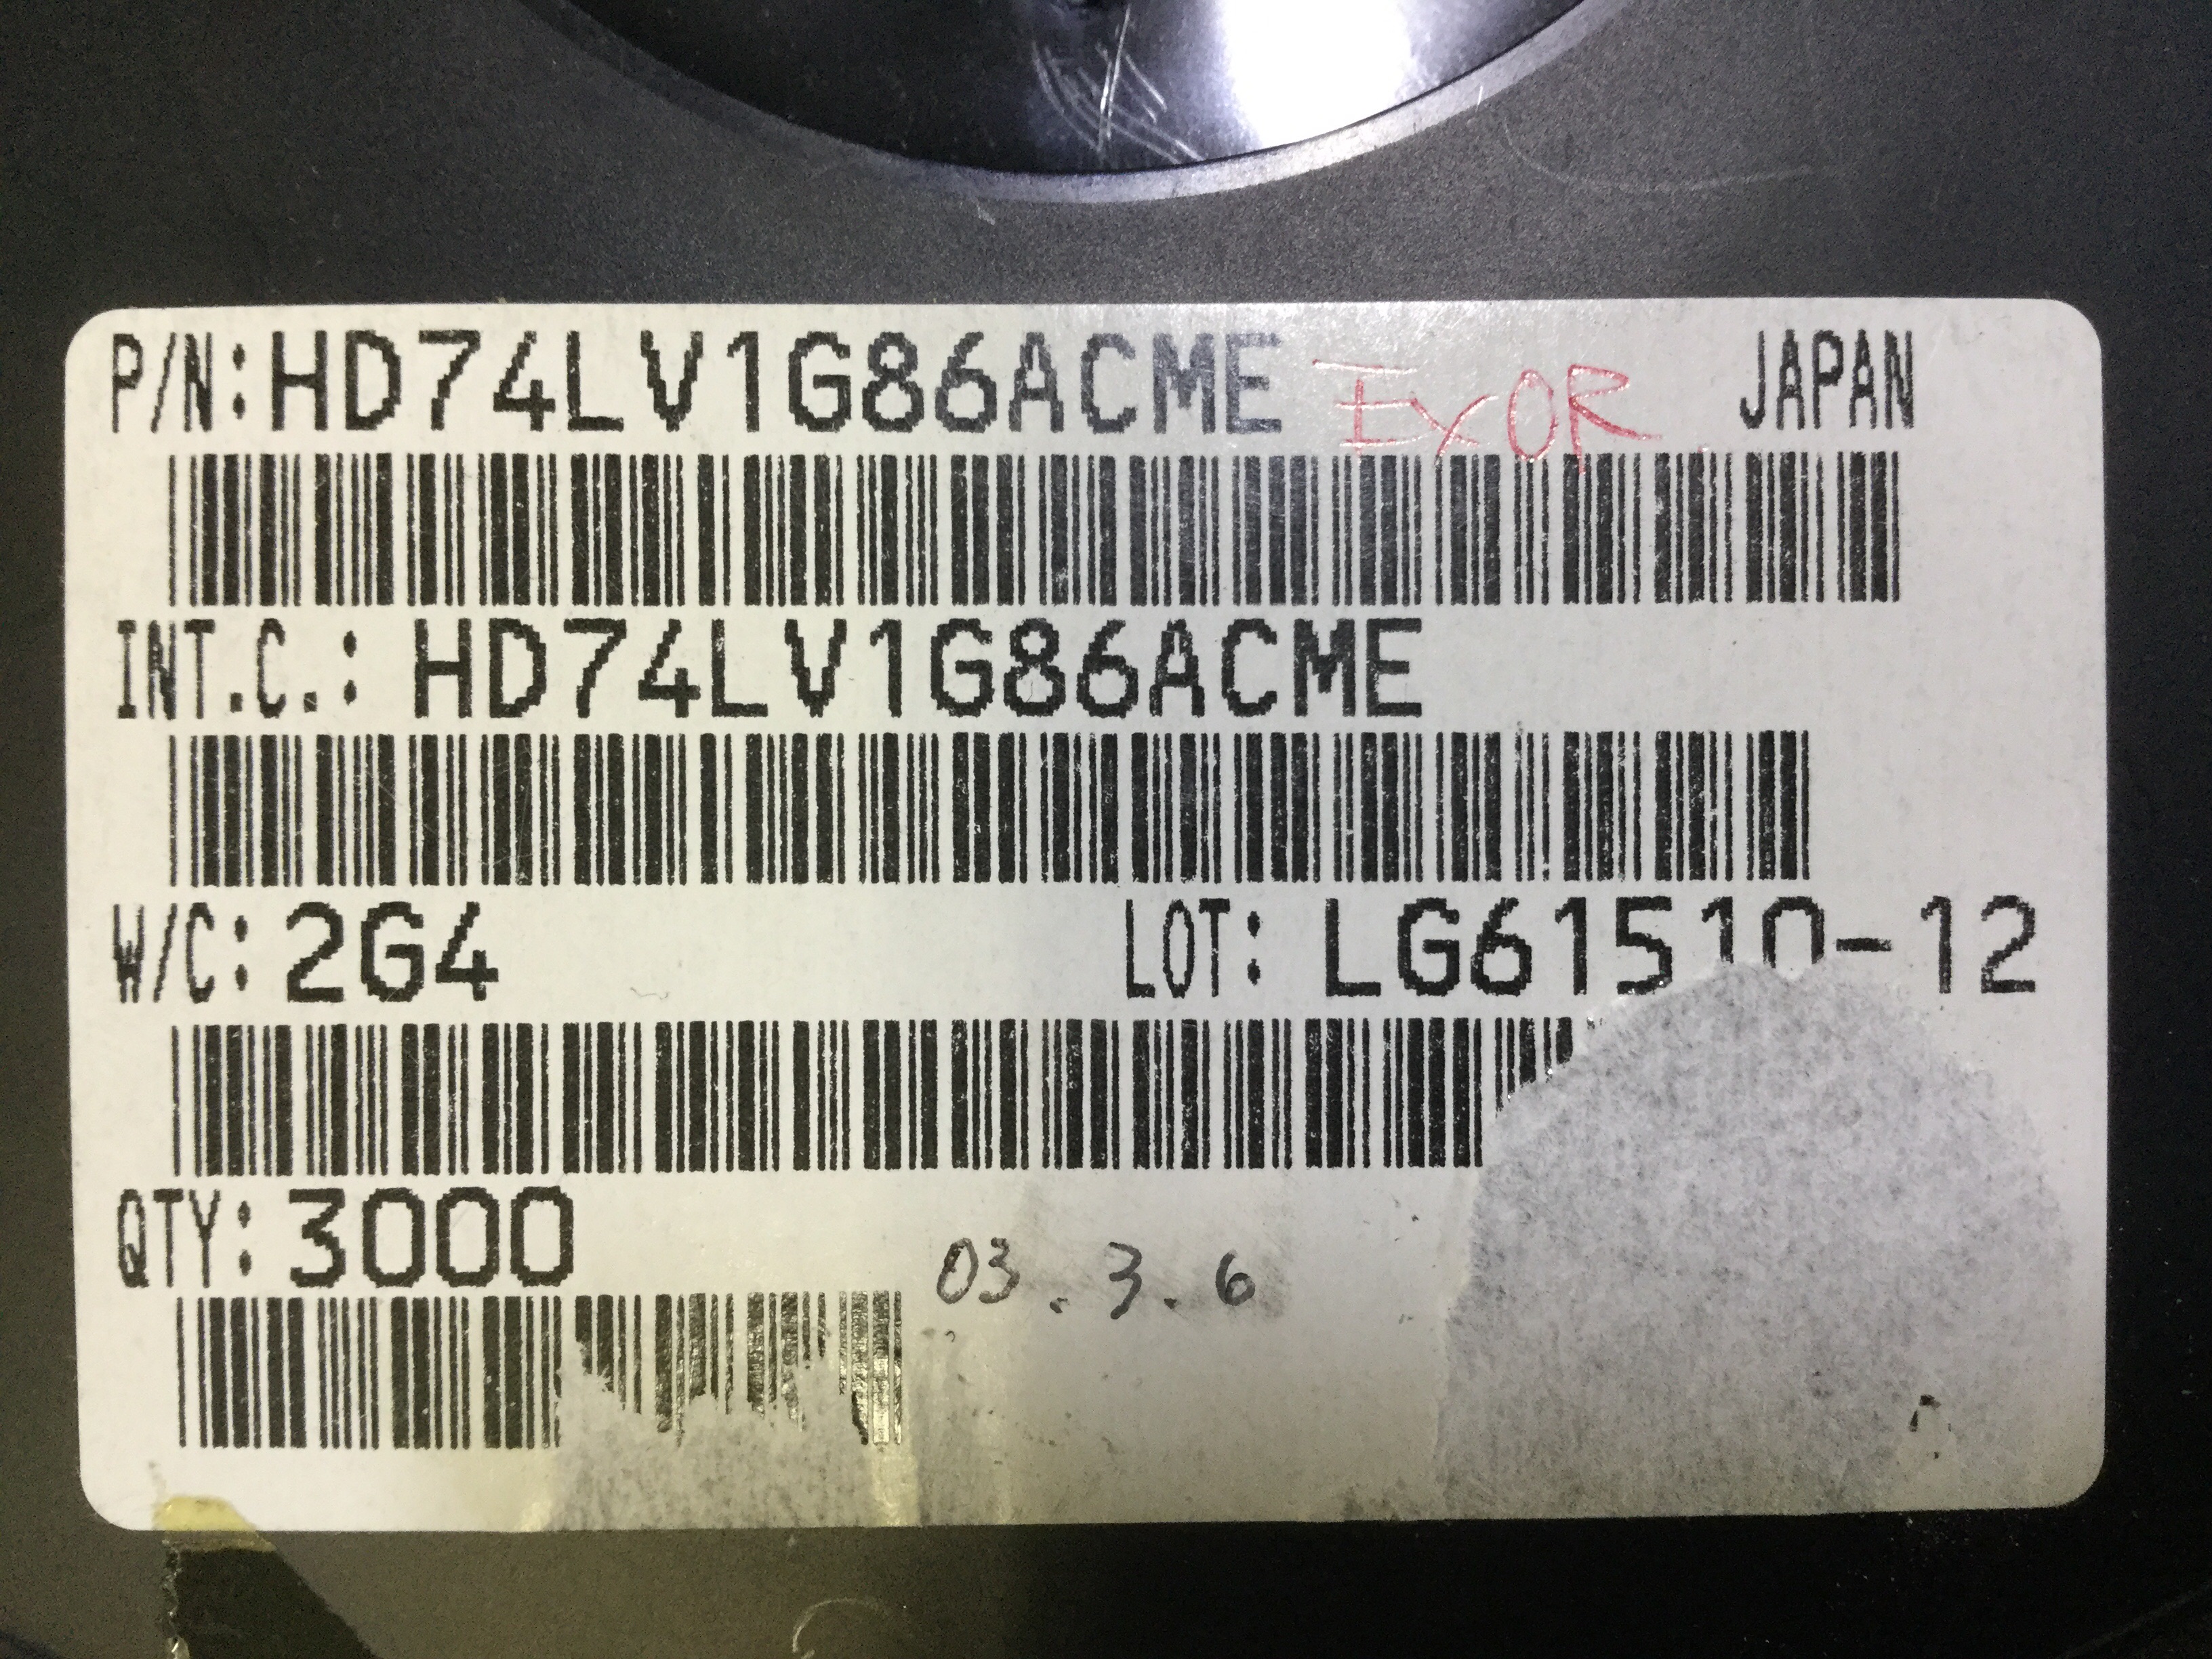 P/N:HD74LV1G86ACME ExOR JAPAN
INT.C.: HD74LV1G86ACME
W/C: 2G4 LOT: LG61510-12
QTY: 3000
03.3.6